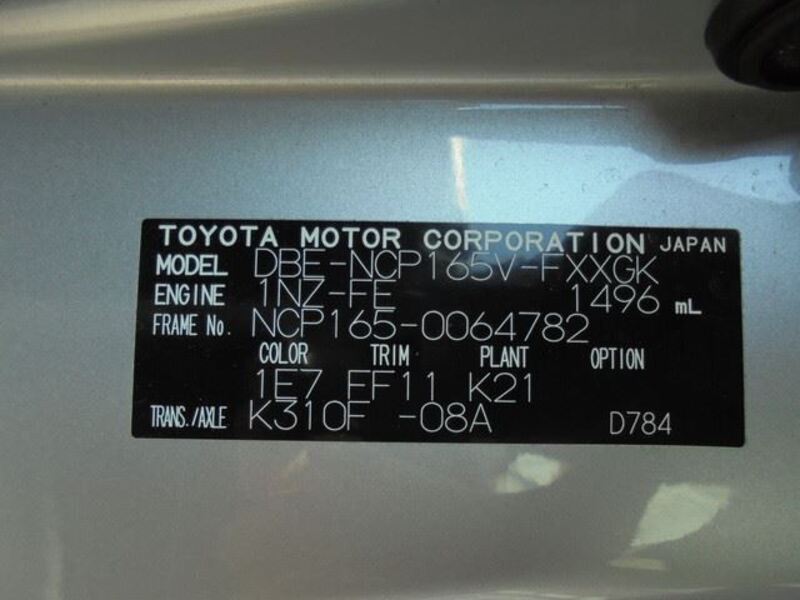 TOYOTA MOTOR CORPORATION JAPAN
MODEL DBE-NCP165V-FXXGK
ENGINE 1NZ-FE 1496 mL
FRAME No. NCP165-0064782
COLOR TRIM PLANT OPTION
1E7 FF11 K21
TRANS./AXLE K310F -08A D784